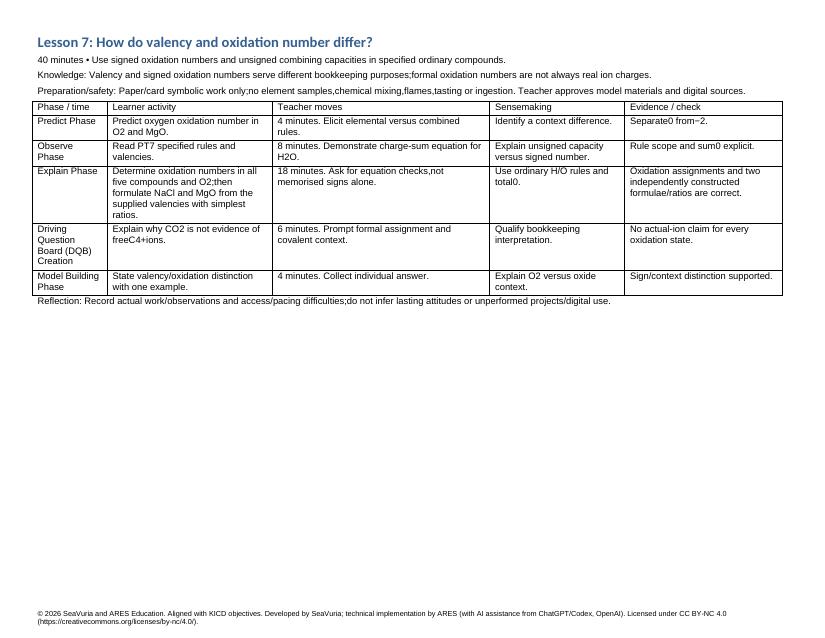 Lesson 7: How do valency and oxidation number differ?
40 minutes • Use signed oxidation numbers and unsigned combining capacities in specified ordinary compounds.
Knowledge: Valency and signed oxidation numbers serve different bookkeeping purposes;formal oxidation numbers are not always real ion charges.
Preparation/safety: Paper/card symbolic work only;no element samples,chemical mixing,flames,tasting or ingestion. Teacher approves model materials and digital sources.
Phase / time
Learner activity
Teacher moves
Sensemaking
Evidence / check
Predict Phase
Predict oxygen oxidation number in
O2 and MgO.
4 minutes. Elicit elemental versus combined
rules.
Identify a context difference.
Separate0 from−2.
Observe
Phase
Read PT7 specified rules and
valencies.
8 minutes. Demonstrate charge-sum equation for
H2O.
Explain unsigned capacity
versus signed number.
Rule scope and sum0 explicit.
Explain Phase
Determine oxidation numbers in all
five compounds and O2;then
formulate NaCl and MgO from the
supplied valencies with simplest
ratios.
18 minutes. Ask for equation checks,not
memorised signs alone.
Use ordinary H/O rules and
total0.
Oxidation assignments and two
independently constructed
formulae/ratios are correct.
Driving
Question
Board (DQB)
Creation
Explain why CO2 is not evidence of
freeC4+ions.
6 minutes. Prompt formal assignment and
covalent context.
Qualify bookkeeping
interpretation.
No actual-ion claim for every
oxidation state.
Model Building
Phase
State valency/oxidation distinction
with one example.
4 minutes. Collect individual answer.
Explain O2 versus oxide
context.
Sign/context distinction supported.
Reflection: Record actual work/observations and access/pacing difficulties;do not infer lasting attitudes or unperformed projects/digital use.
© 2026 SeaVuria and ARES Education. Aligned with KICD objectives. Developed by SeaVuria; technical implementation by ARES (with AI assistance from ChatGPT/Codex, OpenAI). Licensed under CC BY-NC 4.0
(https://creativecommons.org/licenses/by-nc/4.0/).